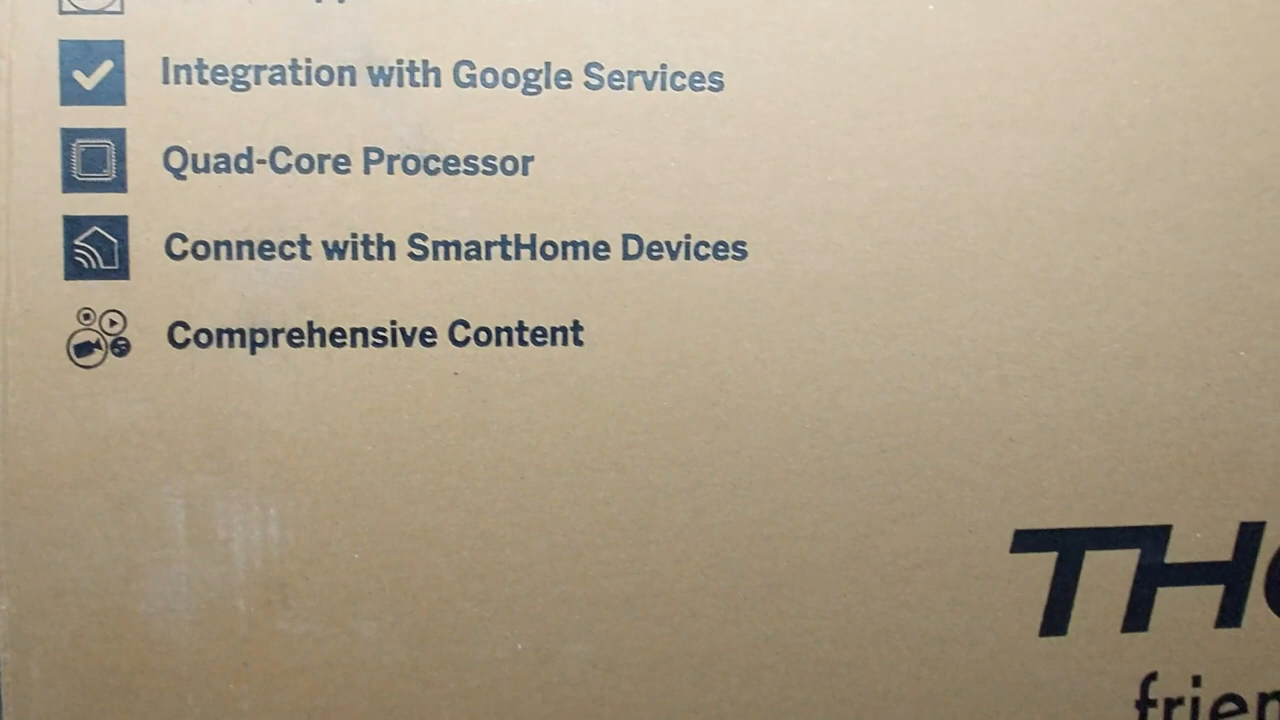 Integration with Google Services
Quad-Core Processor
Connect with SmartHome Devices
Comprehensive Content